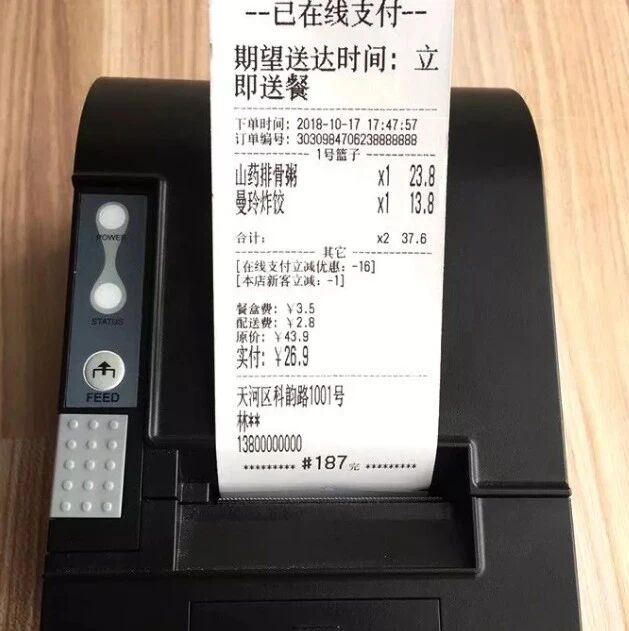 --已在线支付--
期望送达时间：立
即送餐
下单时间: 2018-10-17 17:47:57
订单编号: 3030984706238888888
1号篮子
山药排骨粥 x1 23.8
曼玲炸饺 x1 13.8
合计: x2 37.6
其它
[在线支付立减优惠: -16]
[本店新客立减: -1]
餐盒费: ￥3.5
配送费: ￥2.8
原价: ￥43.9
实付: ￥26.9
天河区科韵路1001号
林**
13800000000
********* #187完 *********
POWER
STATUS
FEED